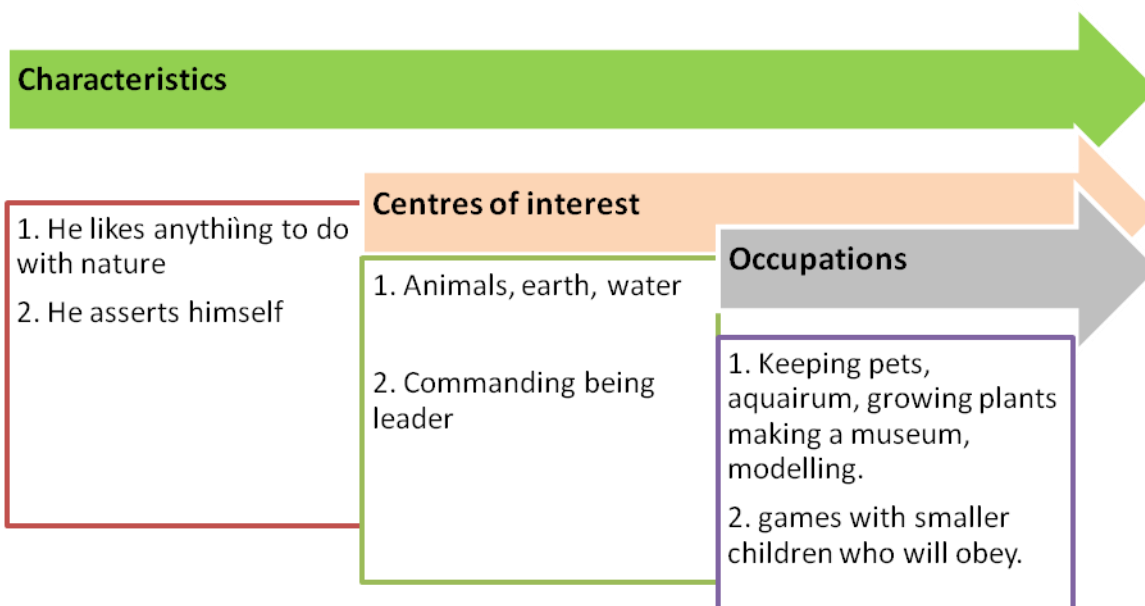 Characteristics
1. He likes anythiìng to do
with nature
2. He asserts himself
Centres of interest
1. Animals, earth, water
2. Commanding being
leader
Occupations
1. Keeping pets,
aquairum, growing plants
making a museum,
modelling.
2. games with smaller
children who will obey.